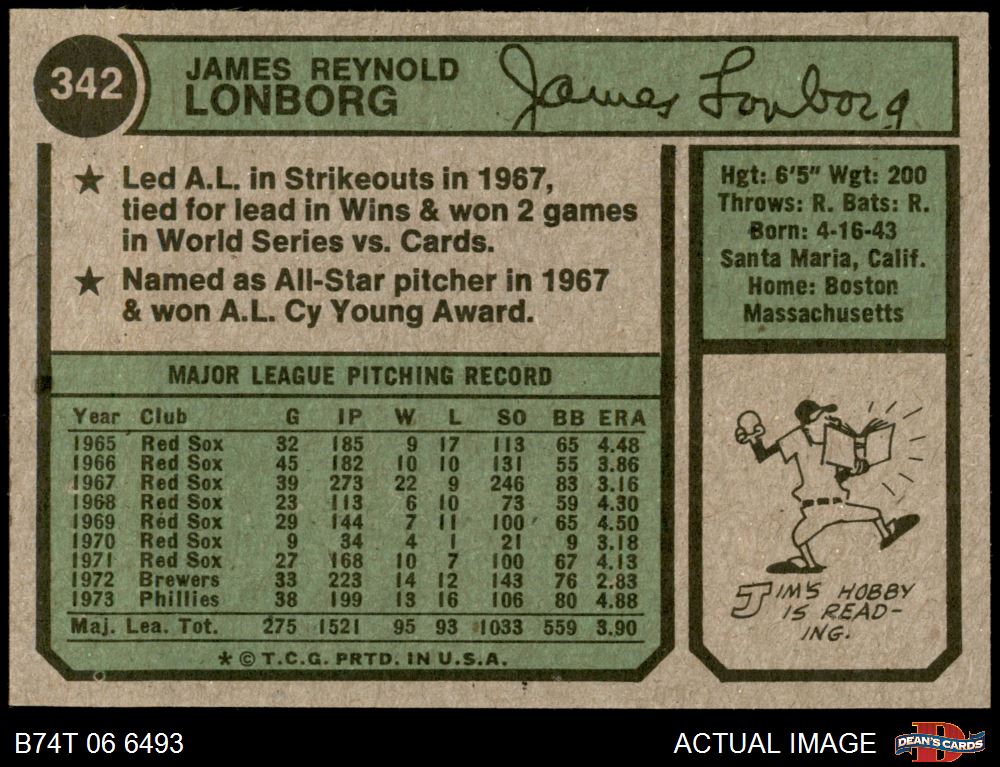 342
JAMES REYNOLD
LONBORG
James Lonborg
★ Led A.L. in Strikeouts in 1967,
tied for lead in Wins & won 2 games
in World Series vs. Cards.
★ Named as All-Star pitcher in 1967
& won A.L. Cy Young Award.
Hgt: 6'5" Wgt: 200
Throws: R. Bats: R.
Born: 4-16-43
Santa Maria, Calif.
Home: Boston
Massachusetts
MAJOR LEAGUE PITCHING RECORD
Year Club G IP W L SO BB ERA
1965 Red Sox 32 185 9 17 113 65 4.48
1966 Red Sox 45 182 10 10 131 55 3.86
1967 Red Sox 39 273 22 9 246 83 3.16
1968 Red Sox 23 113 6 10 73 59 4.30
1969 Red Sox 29 144 7 11 100 65 4.50
1970 Red Sox 9 34 4 1 21 9 3.18
1971 Red Sox 27 168 10 7 100 67 4.13
1972 Brewers 33 223 14 12 143 76 2.83
1973 Phillies 38 199 13 16 106 80 4.88
Maj. Lea. Tot. 275 1521 95 93 1033 559 3.90
* © T.C.G. PRTD. IN U.S.A.
JIM'S HOBBY
IS READ-
ING.
B74T 06 6493
ACTUAL IMAGE
D
DEAN'S CARDS